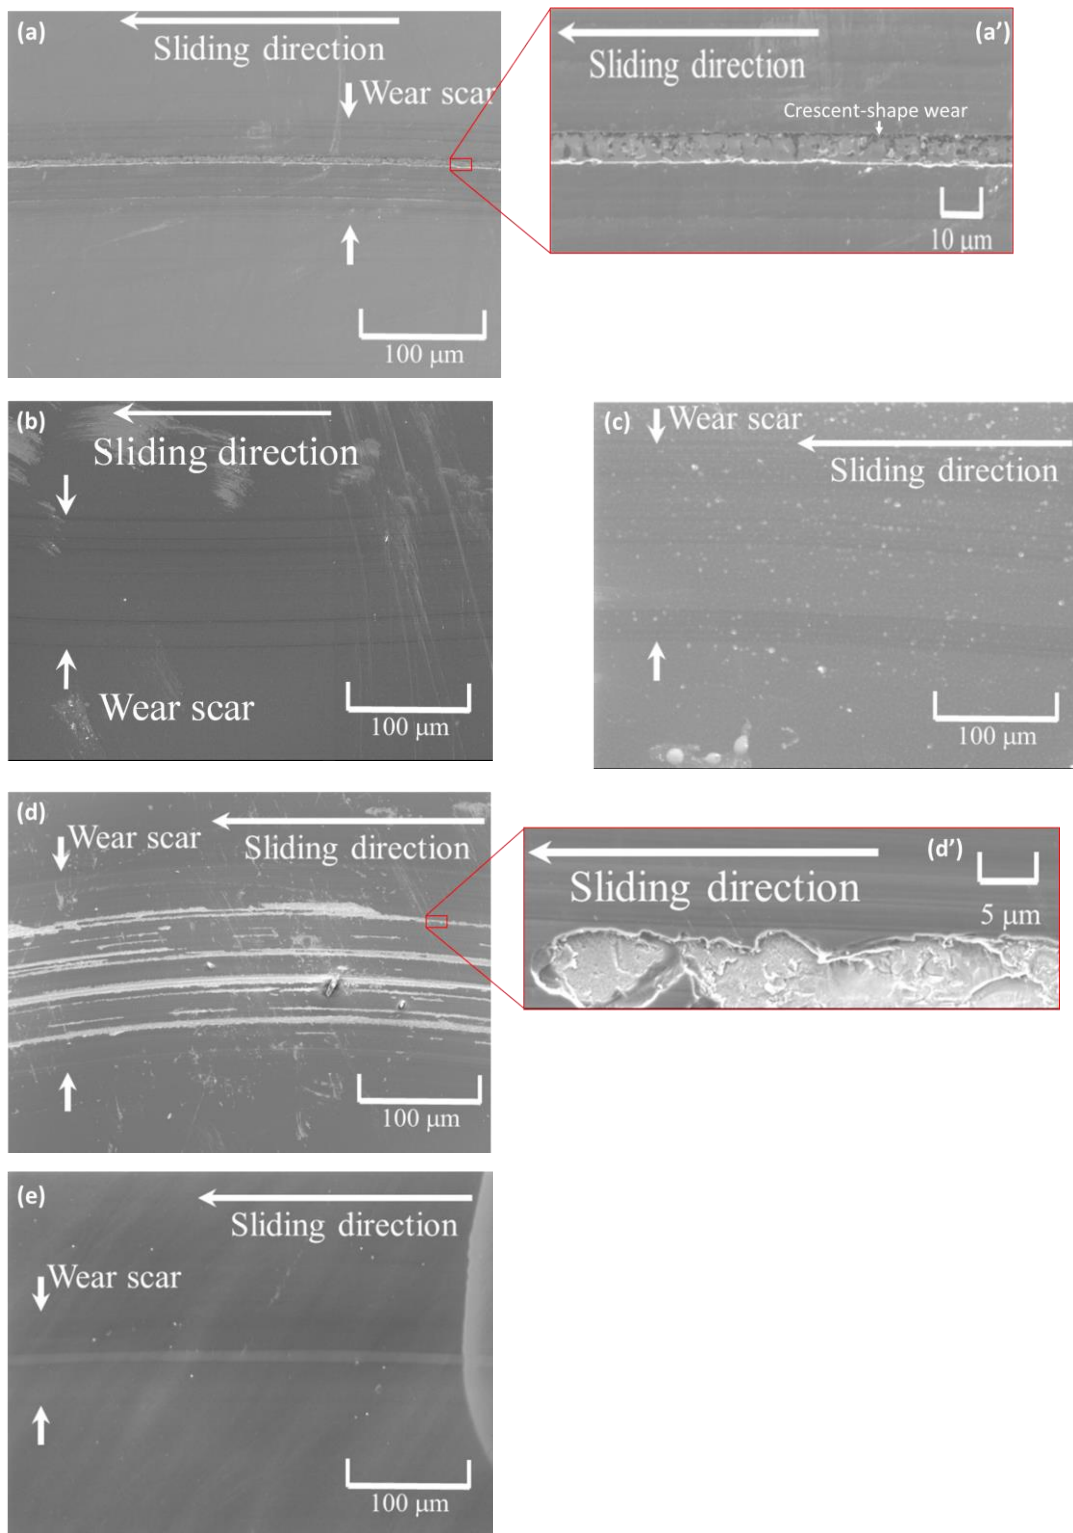 (a)
Sliding direction
Wear scar
100 μm
(a')
Sliding direction
Crescent-shape wear
10 μm
(b)
Sliding direction
Wear scar
100 μm
(c)
Wear scar
Sliding direction
100 μm
(d)
Wear scar
Sliding direction
100 μm
(d')
Sliding direction
5 μm
(e)
Sliding direction
Wear scar
100 μm